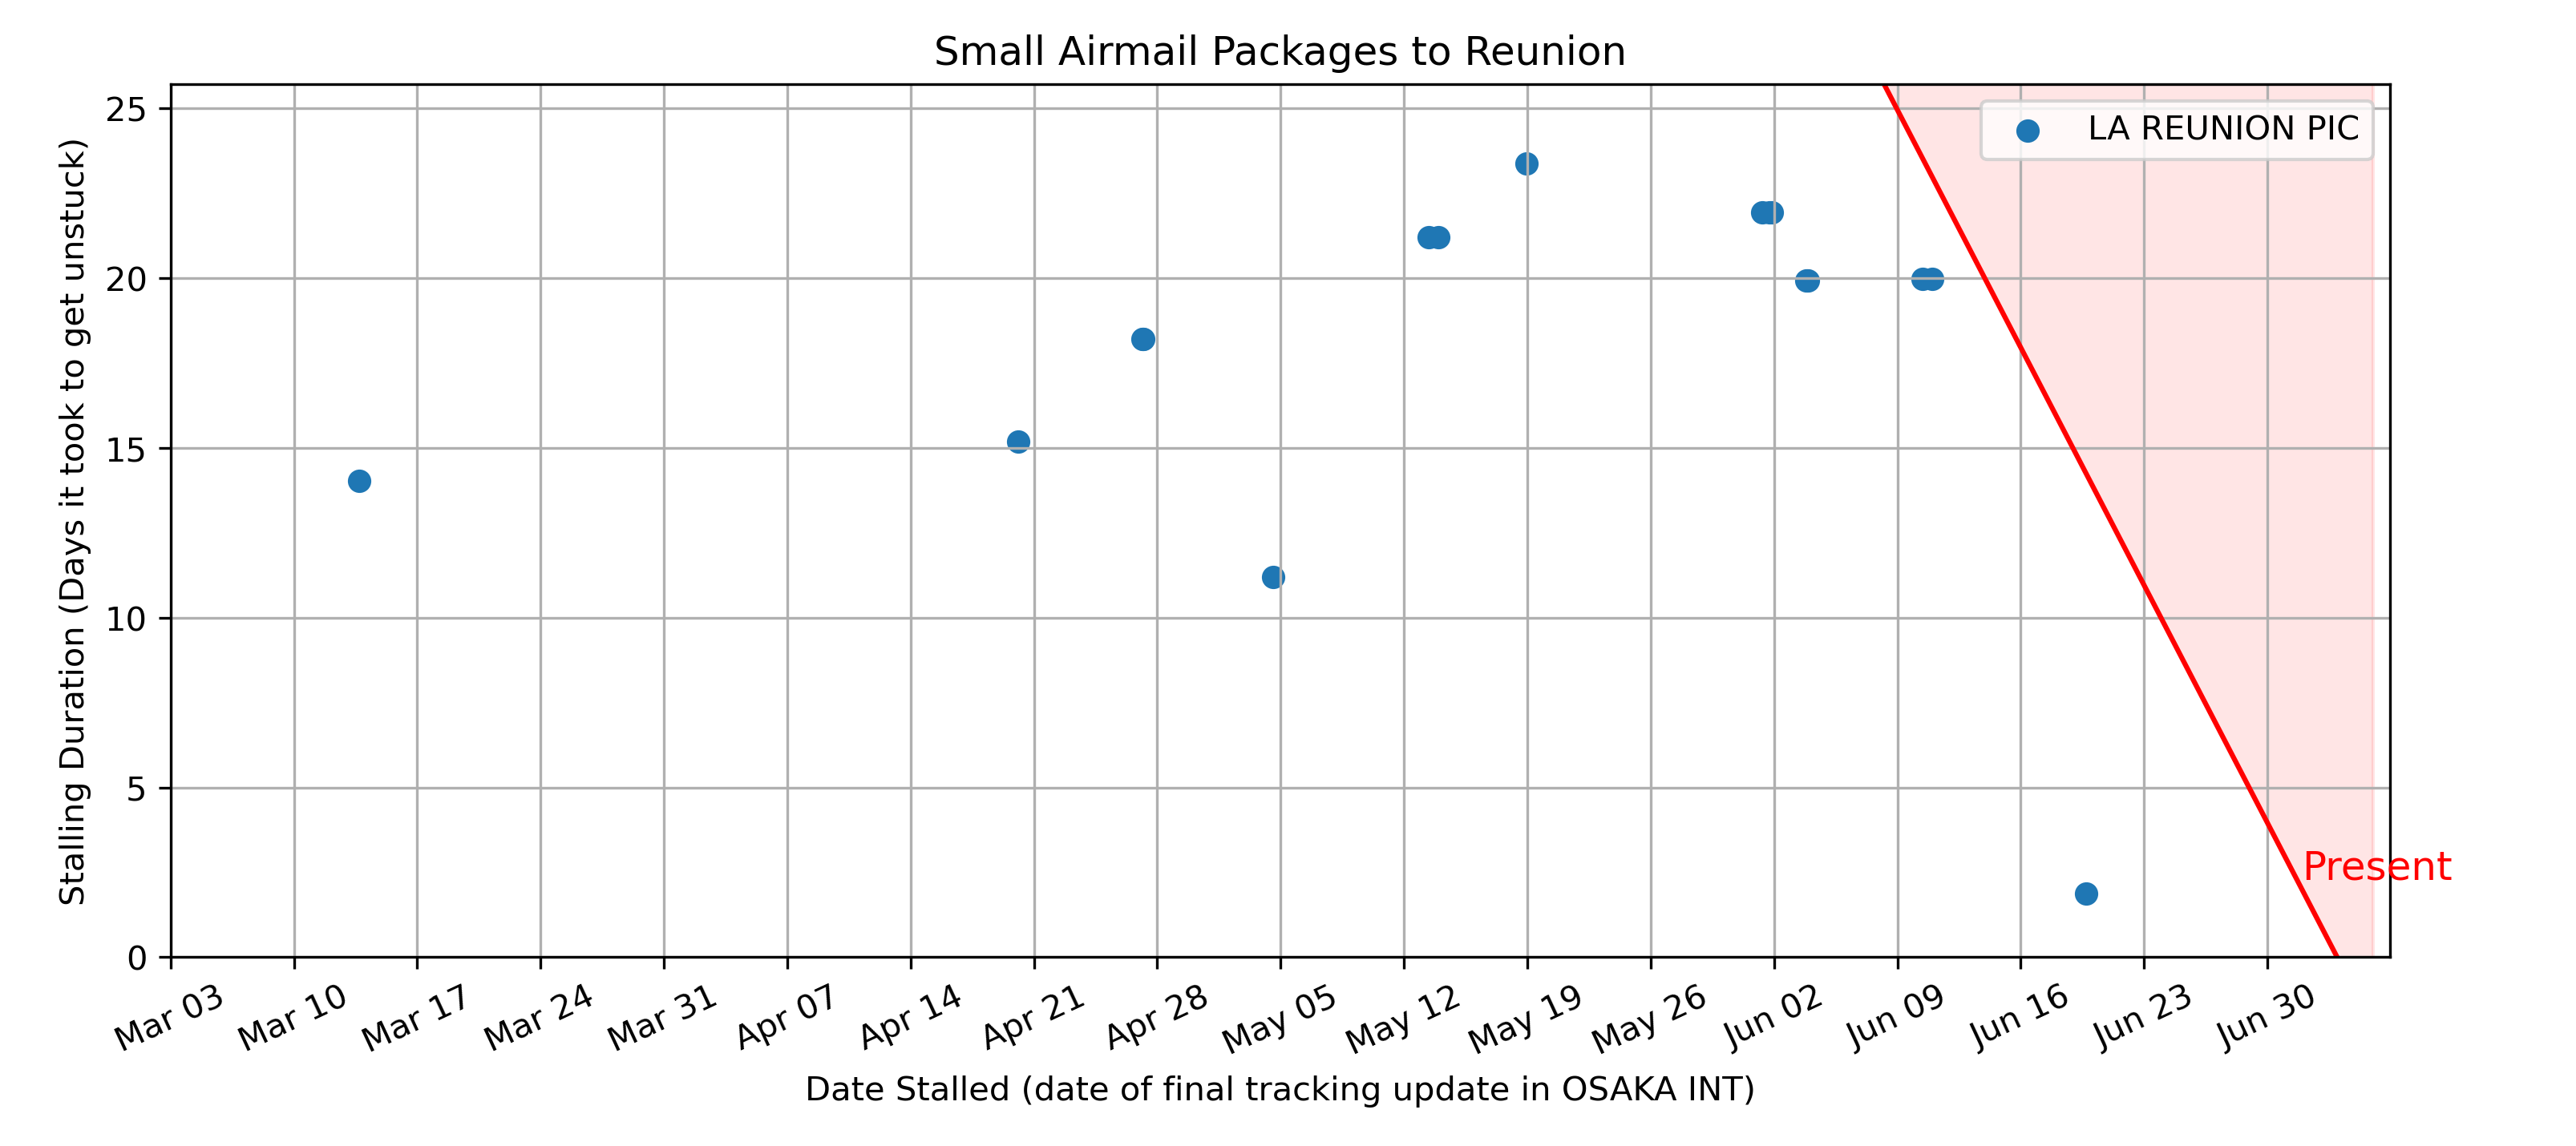 Small Airmail Packages to Reunion
LA REUNION PIC
Stalling Duration (Days it took to get unstuck)
25
20
15
10
5
0
Present
Mar 03 Mar 10 Mar 17 Mar 24 Mar 31 Apr 07 Apr 14 Apr 21 Apr 28 May 05 May 12 May 19 May 26 Jun 02 Jun 09 Jun 16 Jun 23 Jun 30
Date Stalled (date of final tracking update in OSAKA INT)